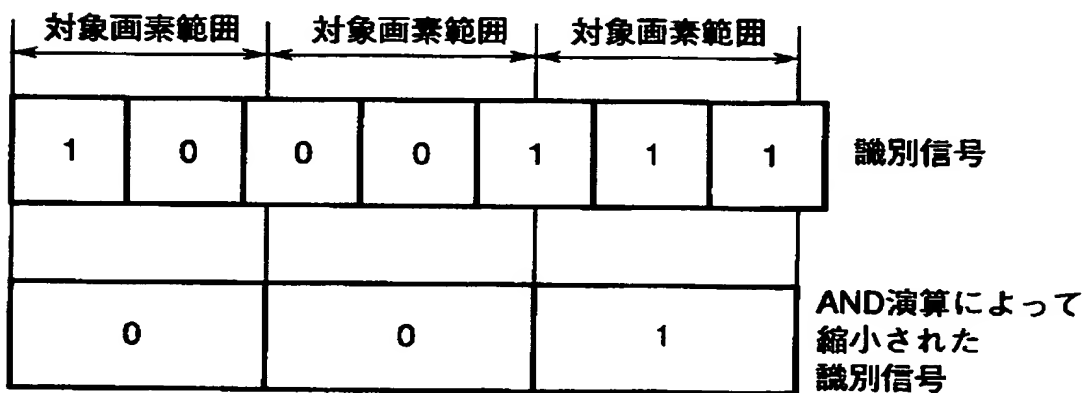 対象画素範囲 対象画素範囲 対象画素範囲
1 0 0 0 1 1 1 識別信号
0 0 1
AND演算によって
縮小された
識別信号